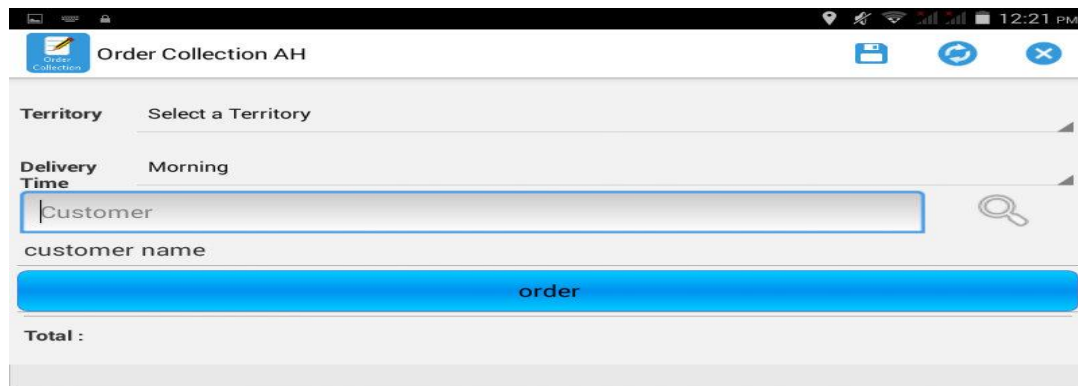 12:21 PM
Order
Collection
Order Collection AH
Territory
Select a Territory
Delivery
Time
Morning
Customer
customer name
order
Total :